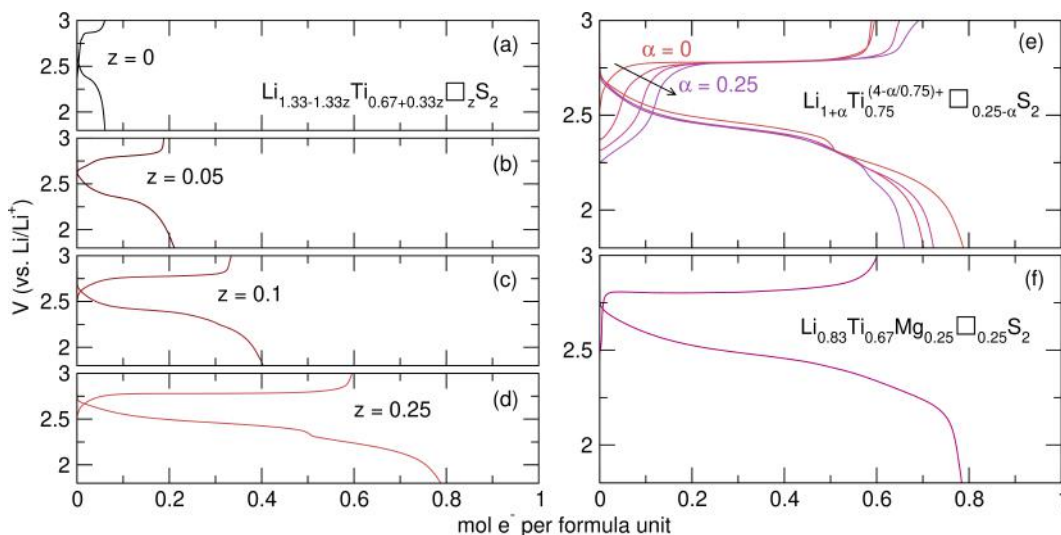 V (vs. Li/Li⁺)
3
2.5
2
(a)
z = 0
Li₁.₃₃₋₁.₃₃zTi₀.₆₇₊₀.₃₃z□zS₂
3
2.5
2
(b)
z = 0.05
3
2.5
2
(c)
z = 0.1
3
2.5
2
(d)
z = 0.25
0 0.2 0.4 0.6 0.8 1
3
2.5
2
(e)
α = 0
α = 0.25
Li₁₊αTi₀.₇₅^(4-α/0.75)+□₀.₂₅₋αS₂
3
2.5
2
(f)
Li₀.₈₃Ti₀.₆₇Mg₀.₂₅□₀.₂₅S₂
0 0.2 0.4 0.6 0.8 1
mol e⁻ per formula unit